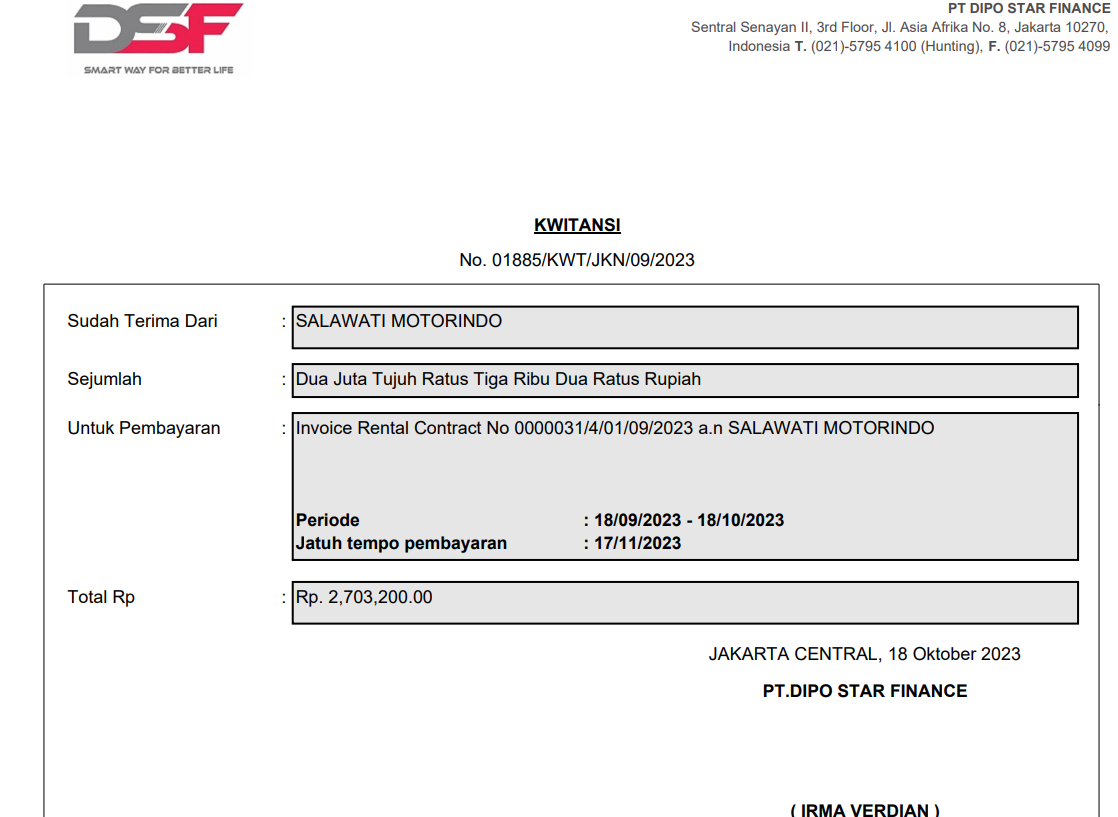 DSF
SMART WAY FOR BETTER LIFE
PT DIPO STAR FINANCE
Sentral Senayan II, 3rd Floor, Jl. Asia Afrika No. 8, Jakarta 10270,
Indonesia T. (021)-5795 4100 (Hunting), F. (021)-5795 4099
KWITANSI
No. 01885/KWT/JKN/09/2023
Sudah Terima Dari : SALAWATI MOTORINDO
Sejumlah : Dua Juta Tujuh Ratus Tiga Ribu Dua Ratus Rupiah
Untuk Pembayaran : Invoice Rental Contract No 0000031/4/01/09/2023 a.n SALAWATI MOTORINDO
Periode : 18/09/2023 - 18/10/2023
Jatuh tempo pembayaran : 17/11/2023
Total Rp : Rp. 2,703,200.00
JAKARTA CENTRAL, 18 Oktober 2023
PT.DIPO STAR FINANCE
( IRMA VERDIAN )